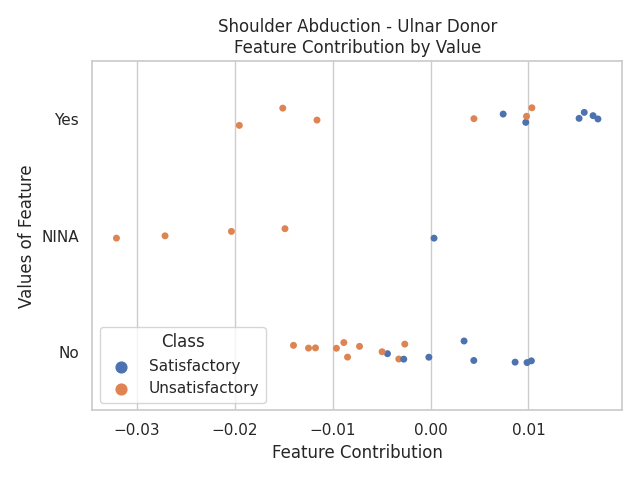 Shoulder Abduction - Ulnar Donor
Feature Contribution by Value
Values of Feature
Yes
NINA
No
Class
Satisfactory
Unsatisfactory
−0.03
−0.02
−0.01
0.00
0.01
Feature Contribution